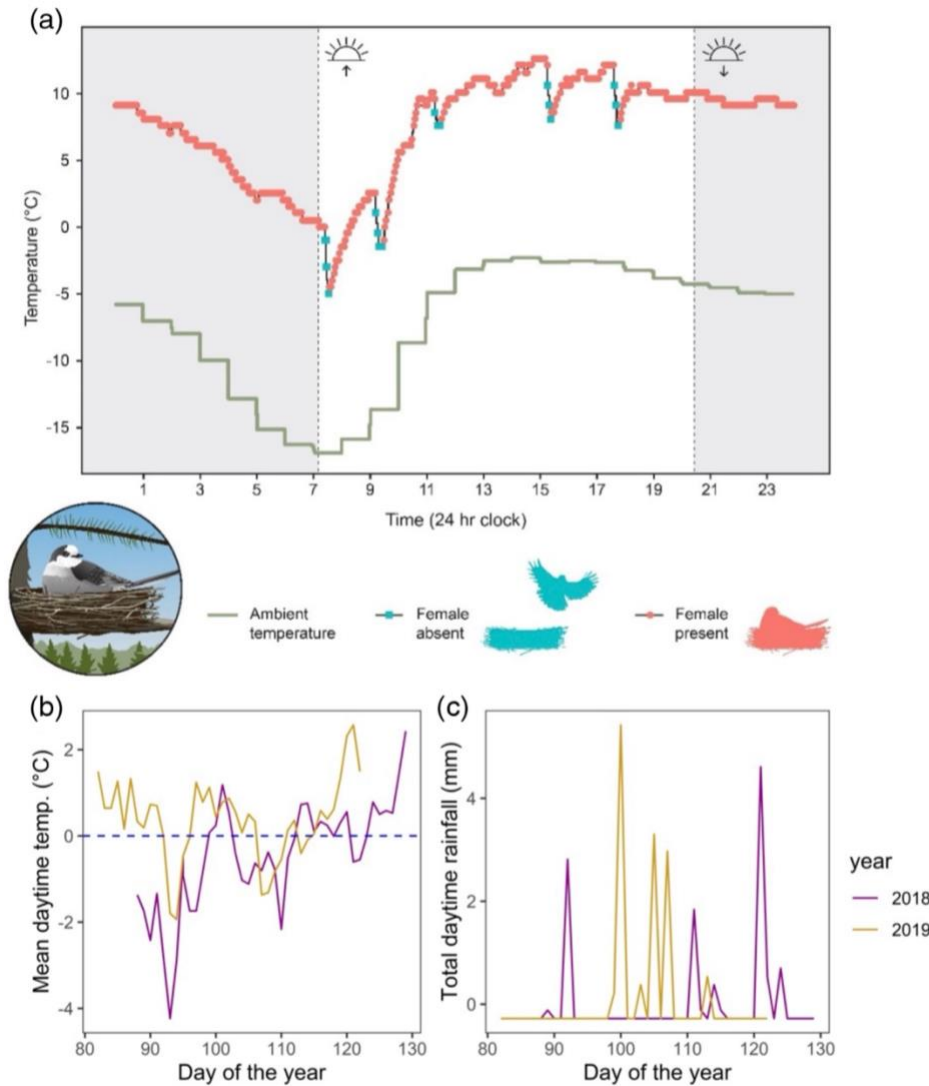 (a)
Temperature (°C)
10
5
0
-5
-10
-15
1 3 5 7 9 11 13 15 17 19 21 23
Time (24 hr clock)
Ambient
temperature
Female
absent
Female
present
(b)
Mean daytime temp. (°C)
2
0
-2
-4
80 90 100 110 120 130
Day of the year
(c)
Total daytime rainfall (mm)
4
2
0
80 90 100 110 120 130
Day of the year
year
2018
2019